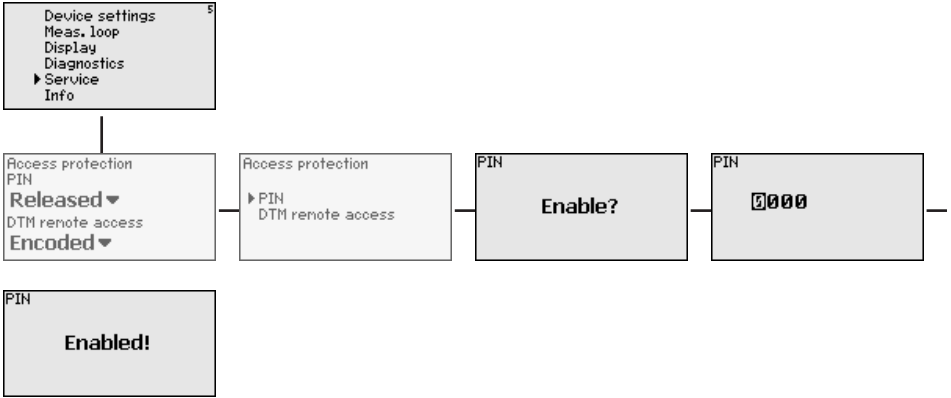 5
Device settings
Meas. loop
Display
Diagnostics
Service
Info
Access protection
PIN
Released
DTM remote access
Encoded
Access protection
PIN
DTM remote access
PIN
Enable?
PIN
0000
PIN
Enabled!